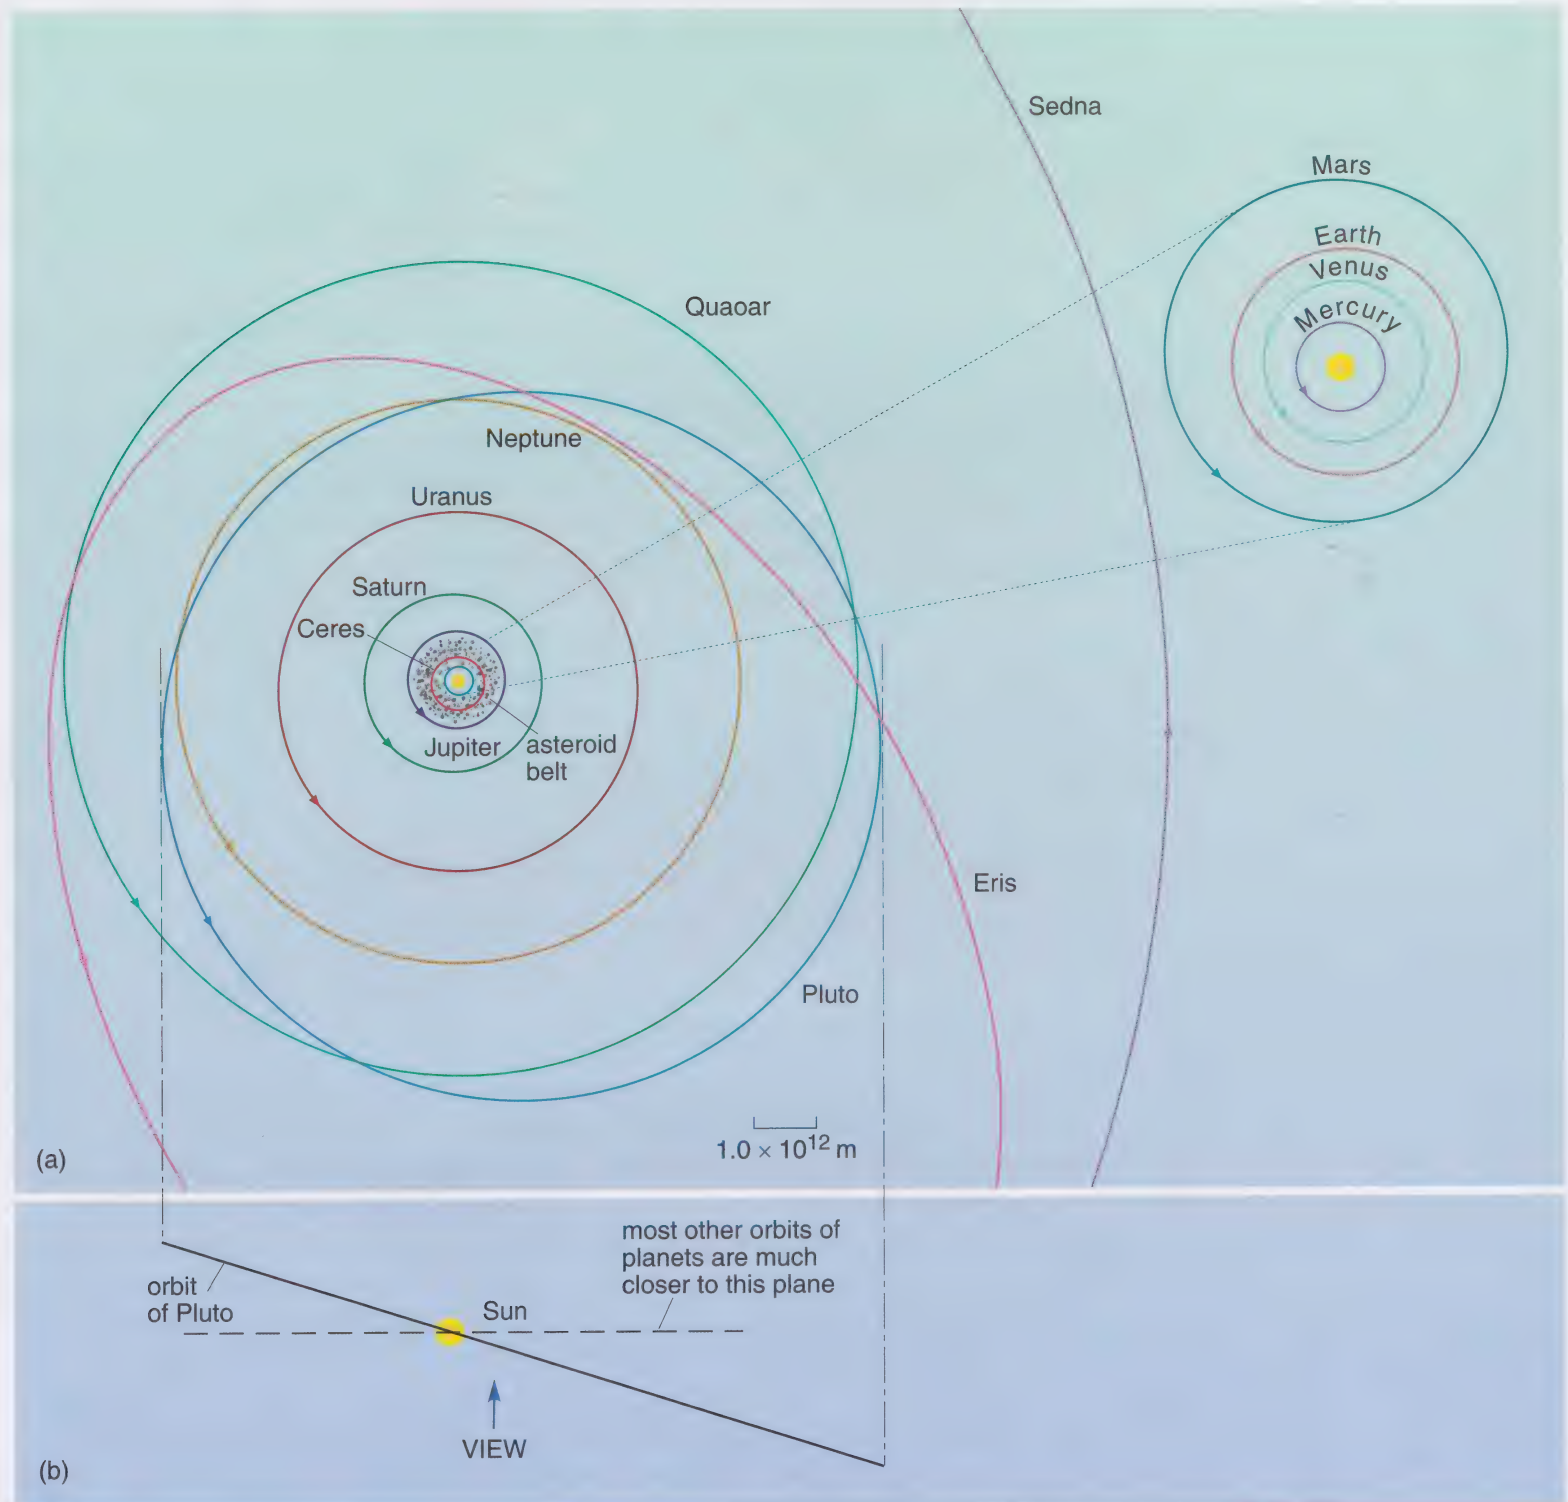 Sedna
Mars
Earth
Venus
Mercury
Quaoar
Neptune
Uranus
Saturn
Ceres
Jupiter
asteroid
belt
Eris
Pluto
1.0 × 10¹² m
(a)
most other orbits of
planets are much
closer to this plane
orbit
of Pluto
Sun
VIEW
(b)